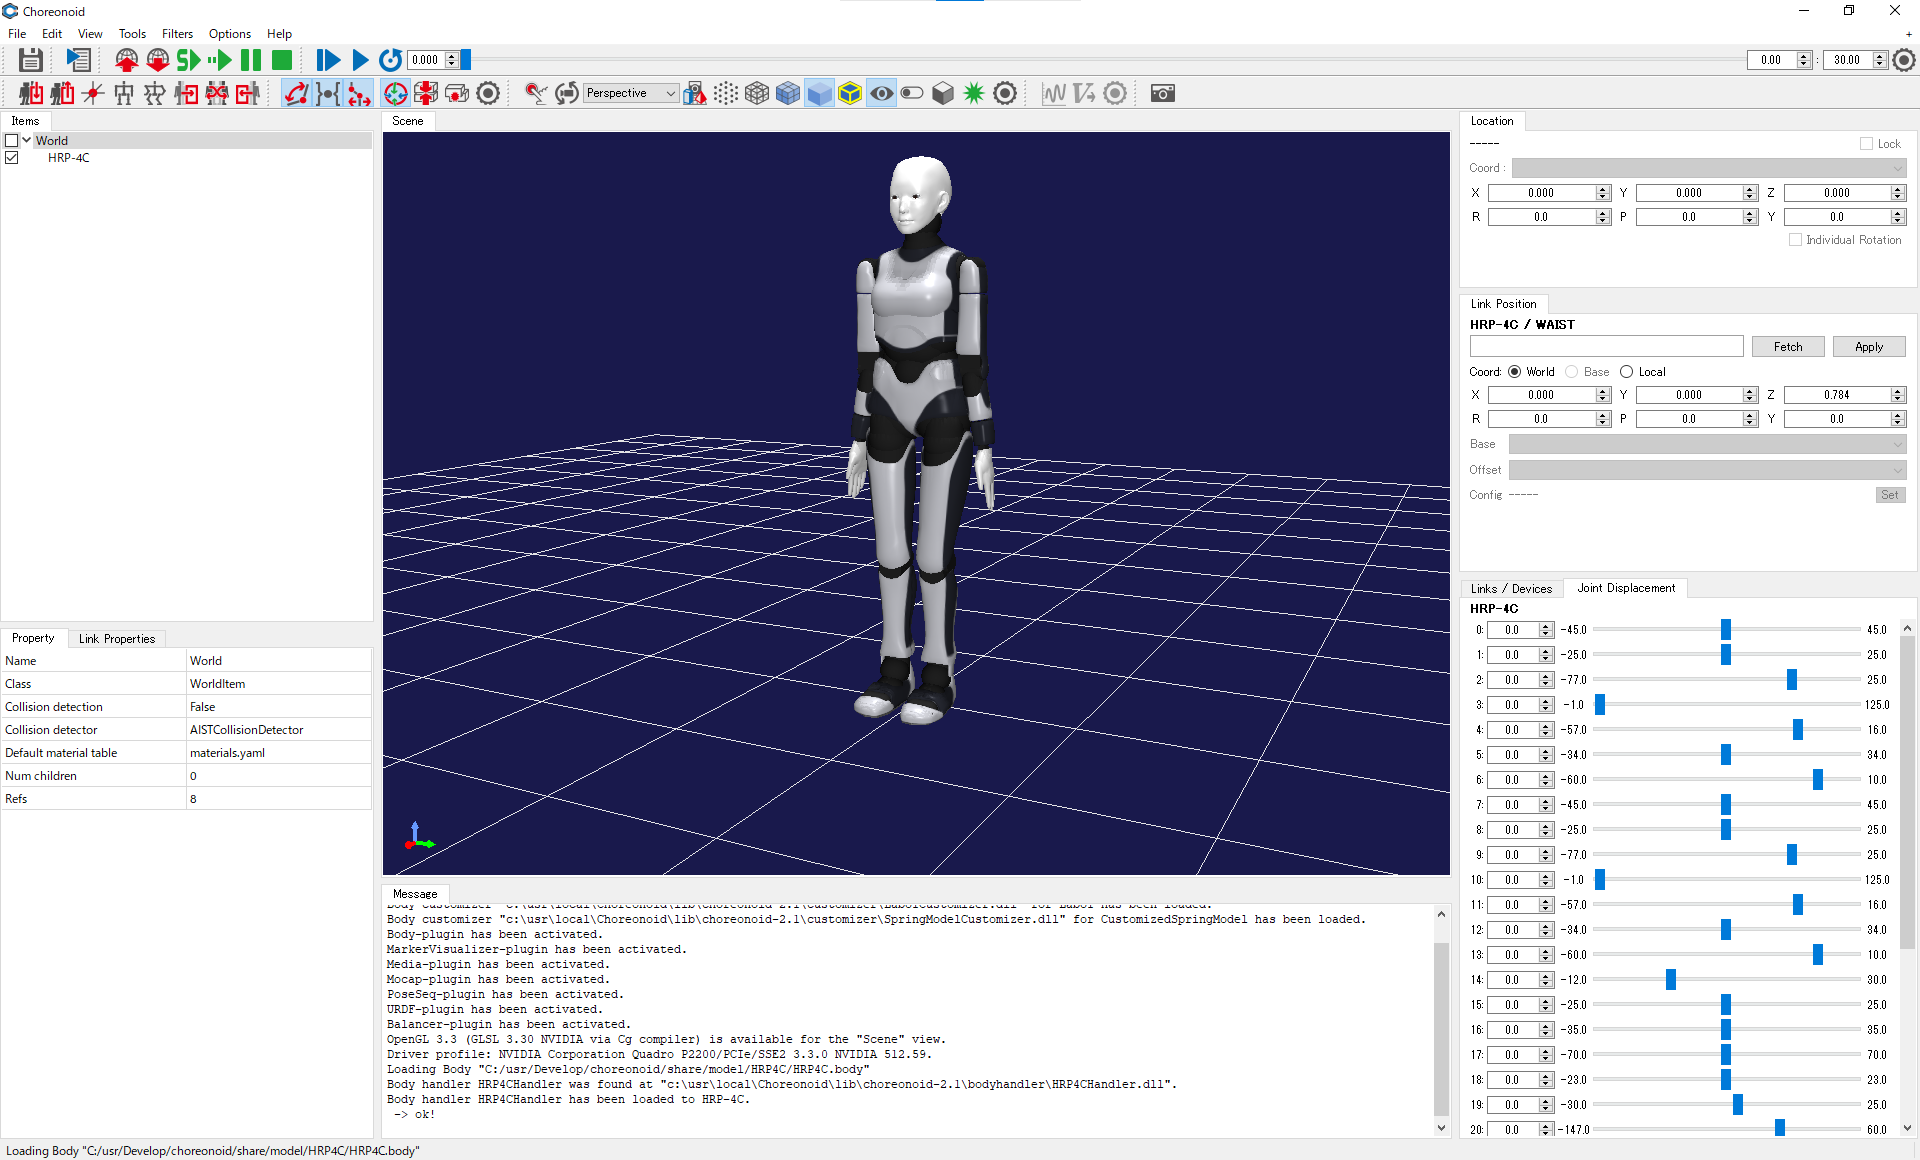 Choreonoid
File Edit View Tools Filters Options Help
0.000
0.00 : 30.00
Perspective
Items
World
HRP-4C
Property Link Properties
Name World
Class WorldItem
Collision detection False
Collision detector AISTCollisionDetector
Default material table materials.yaml
Num children 0
Refs 8
Scene
Message
Body customizer "c:\usr\local\Choreonoid\lib\choreonoid-2.1\customizer\SpringModelCustomizer.dll" for CustomizedSpringModel has been loaded.
Body-plugin has been activated.
MarkerVisualizer-plugin has been activated.
Media-plugin has been activated.
Mocap-plugin has been activated.
PoseSeq-plugin has been activated.
URDF-plugin has been activated.
Balancer-plugin has been activated.
OpenGL 3.3 (GLSL 3.30 NVIDIA via Cg compiler) is available for the "Scene" view.
Driver profile: NVIDIA Corporation Quadro P2200/PCIe/SSE2 3.3.0 NVIDIA 512.59.
Loading Body "C:/usr/Develop/choreonoid/share/model/HRP4C/HRP4C.body"
Body handler HRP4CHandler was found at "c:\usr\local\Choreonoid\lib\choreonoid-2.1\bodyhandler\HRP4CHandler.dll".
Body handler HRP4CHandler has been loaded to HRP-4C.
-> ok!
Location
----- Lock
Coord :
X 0.000 Y 0.000 Z 0.000
R 0.0 P 0.0 Y 0.0
Individual Rotation
Link Position
HRP-4C / WAIST
Fetch Apply
Coord: World Base Local
X 0.000 Y 0.000 Z 0.784
R 0.0 P 0.0 Y 0.0
Base
Offset
Config ----- Set
Links / Devices Joint Displacement
HRP-4C
0: 0.0 -45.0 45.0
1: 0.0 -25.0 25.0
2: 0.0 -77.0 25.0
3: 0.0 -1.0 125.0
4: 0.0 -57.0 16.0
5: 0.0 -34.0 34.0
6: 0.0 -60.0 10.0
7: 0.0 -45.0 45.0
8: 0.0 -25.0 25.0
9: 0.0 -77.0 25.0
10: 0.0 -1.0 125.0
11: 0.0 -57.0 16.0
12: 0.0 -34.0 34.0
13: 0.0 -60.0 10.0
14: 0.0 -12.0 30.0
15: 0.0 -25.0 25.0
16: 0.0 -35.0 35.0
17: 0.0 -70.0 70.0
18: 0.0 -23.0 23.0
19: 0.0 -30.0 25.0
20: 0.0 -147.0 60.0
Loading Body "C:/usr/Develop/choreonoid/share/model/HRP4C/HRP4C.body"